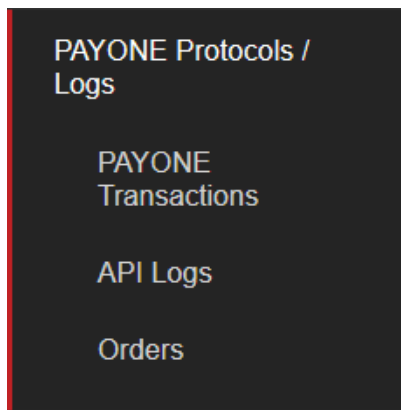 PAYONE Protocols /
Logs
PAYONE
Transactions
API Logs
Orders